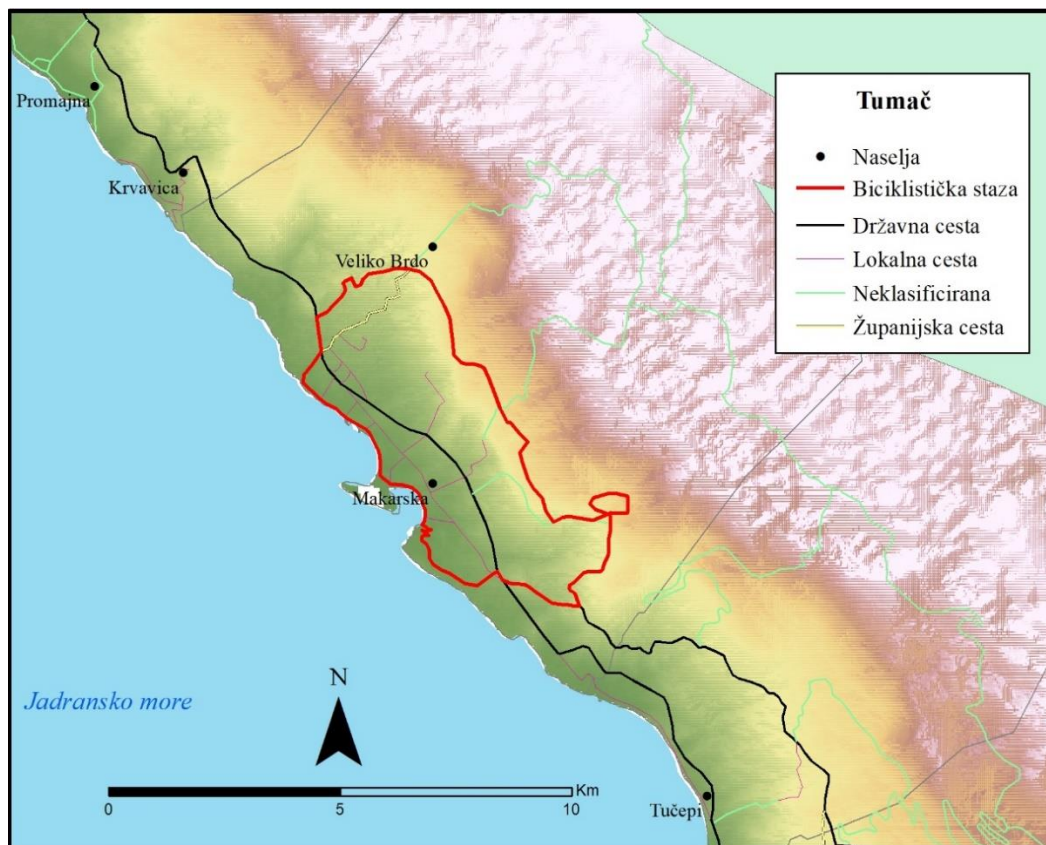 Promajna
Krvavica
Veliko Brdo
Makarska
Tučepi
Jadransko more
N
0
5
10
Km
Tumač
Naselja
Biciklistička staza
Državna cesta
Lokalna cesta
Neklasificirana
Županijska cesta